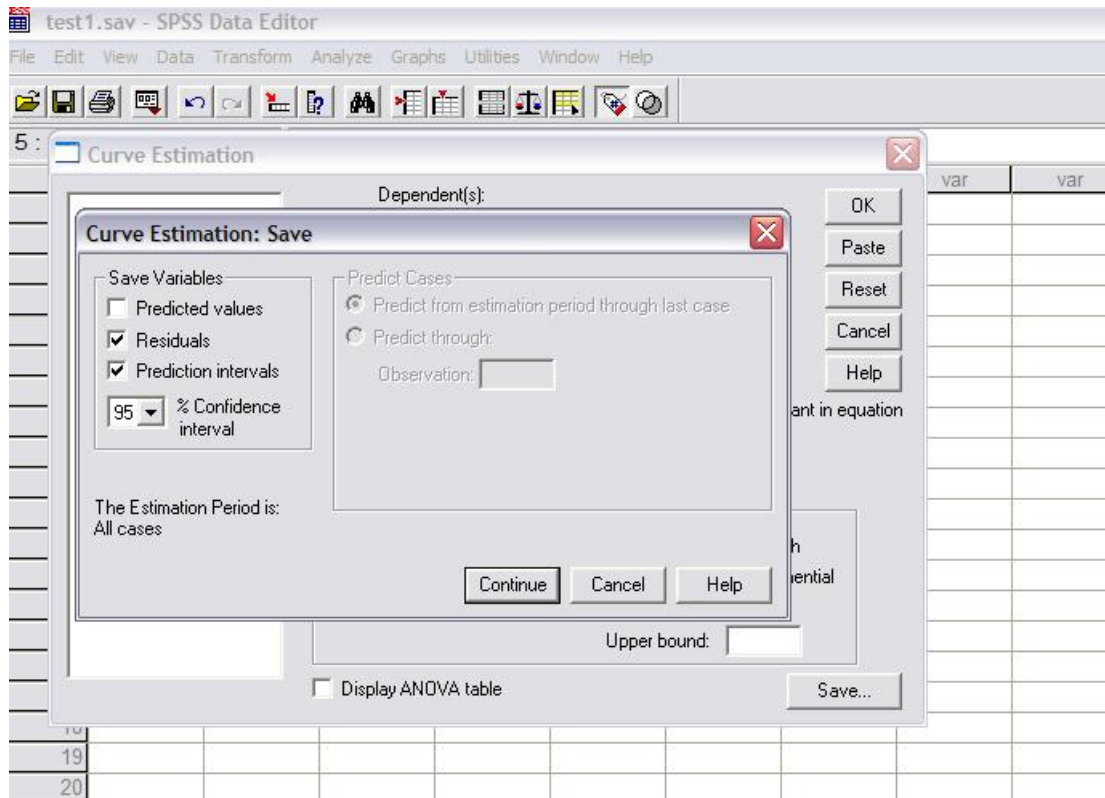 test1.sav - SPSS Data Editor
File Edit View Data Transform Analyze Graphs Utilities Window Help
5 :
Curve Estimation
var var
Dependent(s):
OK
Paste
Reset
Cancel
Help
ant in equation
Curve Estimation: Save
Save Variables
Predicted values
Residuals
Prediction intervals
95 % Confidence
interval
The Estimation Period is:
All cases
Predict Cases
Predict from estimation period through last case
Predict through:
Observation:
Continue Cancel Help
h
ential
Upper bound:
Display ANOVA table
Save...
19
20